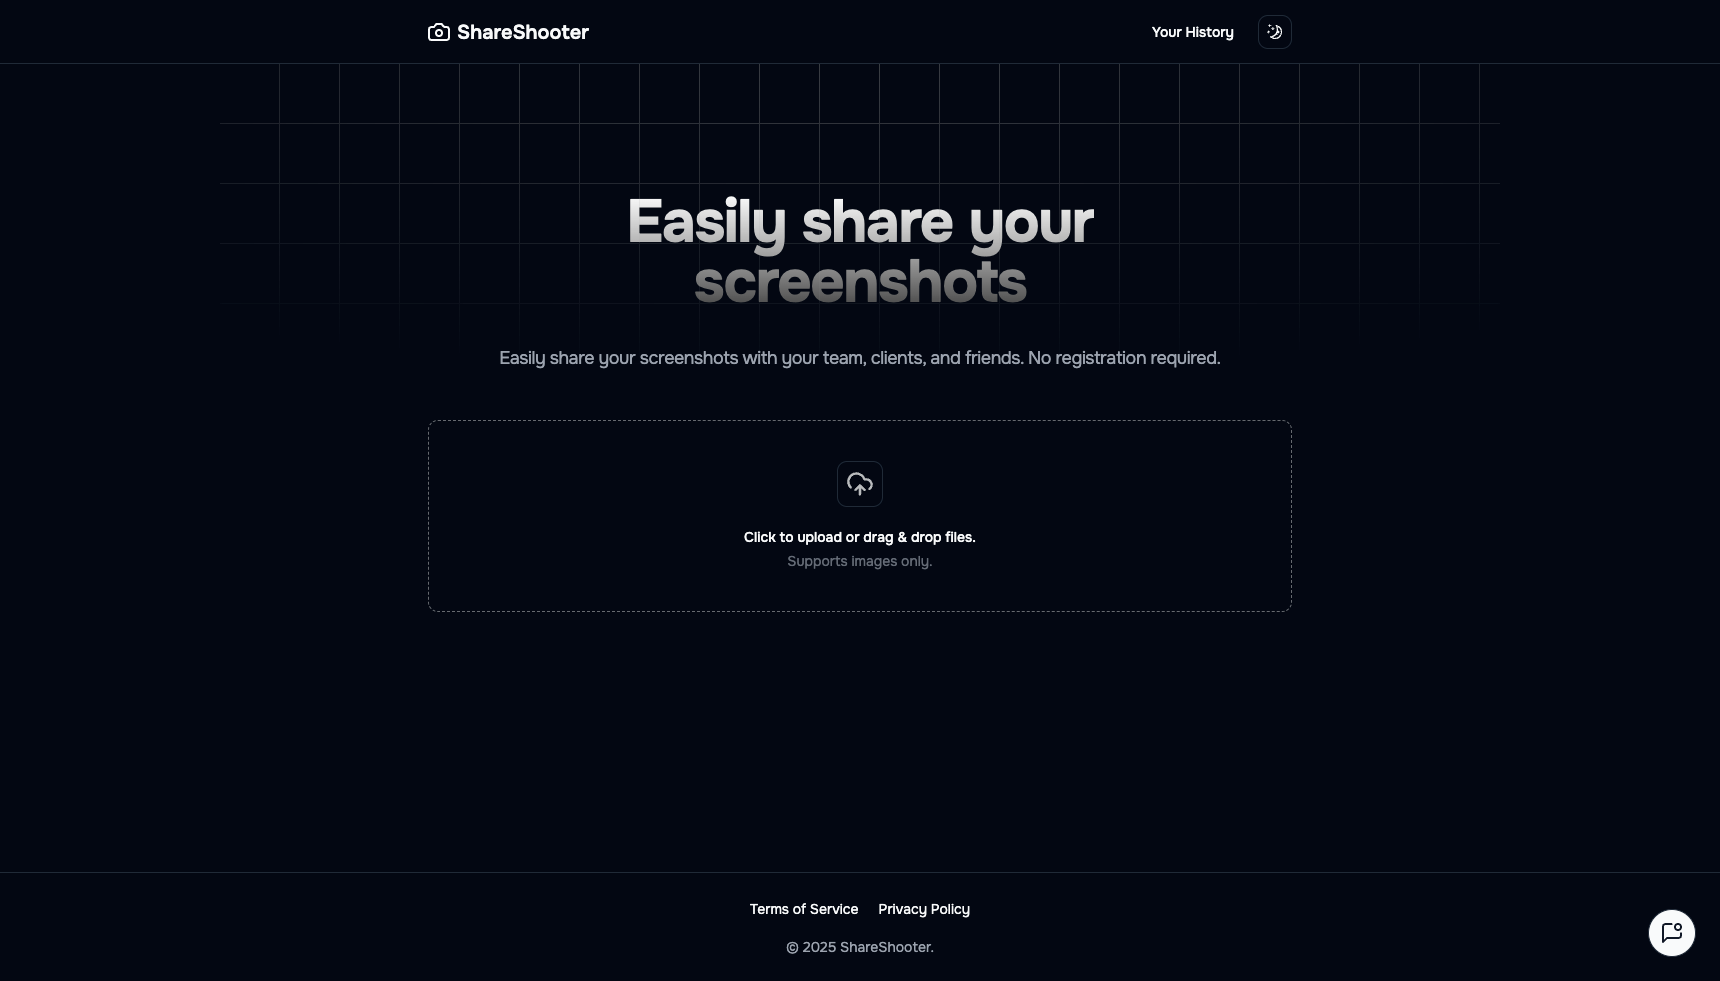 ShareShooter
Your History
Easily share your
screenshots
Easily share your screenshots with your team, clients, and friends. No registration required.
Click to upload or drag & drop files.
Supports images only.
Terms of Service Privacy Policy
© 2025 ShareShooter.